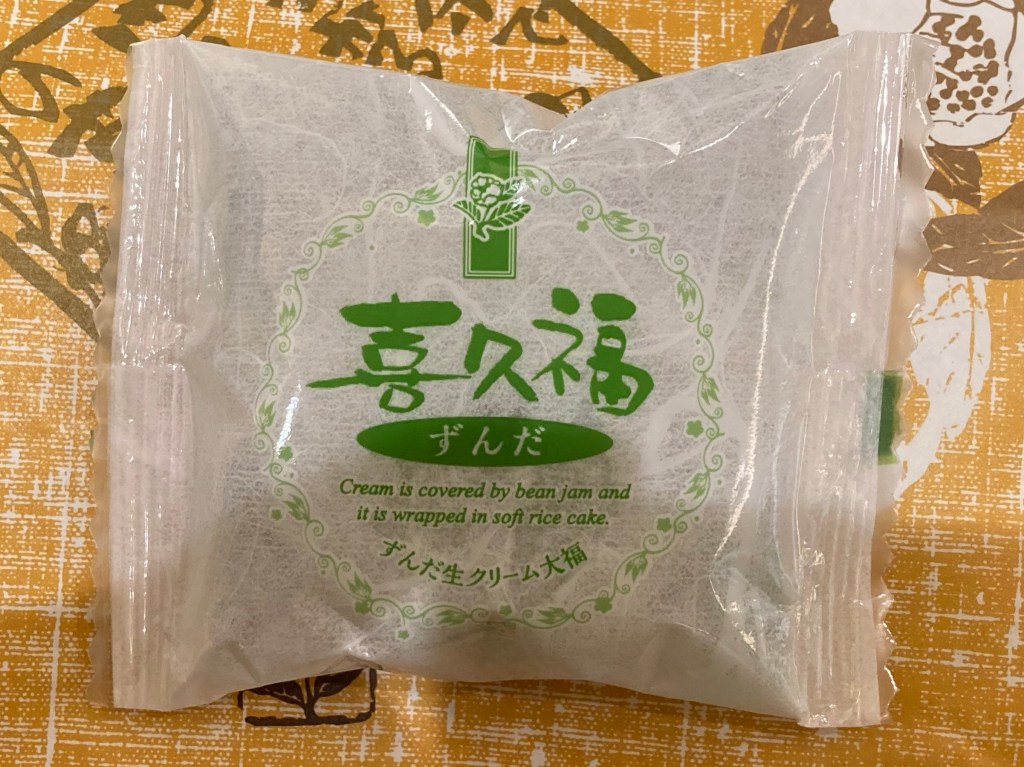 喜久福
ずんだ
Cream is covered by bean jam and
it is wrapped in soft rice cake.
ずんだ生クリーム大福